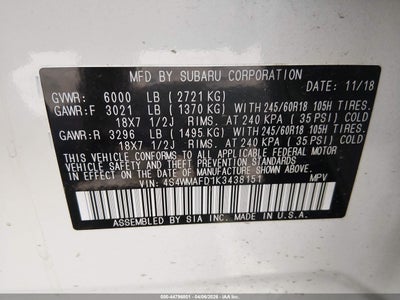 MFD BY SUBARU CORPORATION
DATE: 11/18
GVWR: 6000 LB (2721 KG)
GAWR:F 3021 LB (1370 KG) WITH 245/60R18 105H TIRES.
18X7 1/2J RIMS. AT 240 KPA (35 PSI) COLD
GAWR:R 3296 LB (1495 KG) WITH 245/60R18 105H TIRES.
18X7 1/2J RIMS. AT 240 KPA (35 PSI) COLD
THIS VEHICLE CONFORMS TO ALL APPLICABLE FEDERAL MOTOR
VEHICLE SAFETY AND THEFT PREVENTION STANDARDS
IN EFFECT ON THE DATE OF MANUFACTURE SHOWN ABOVE.
VIN: 4S4WMAFD1K3438151 MPV
ASSEMBLED BY SIA INC. MADE IN U.S.A.